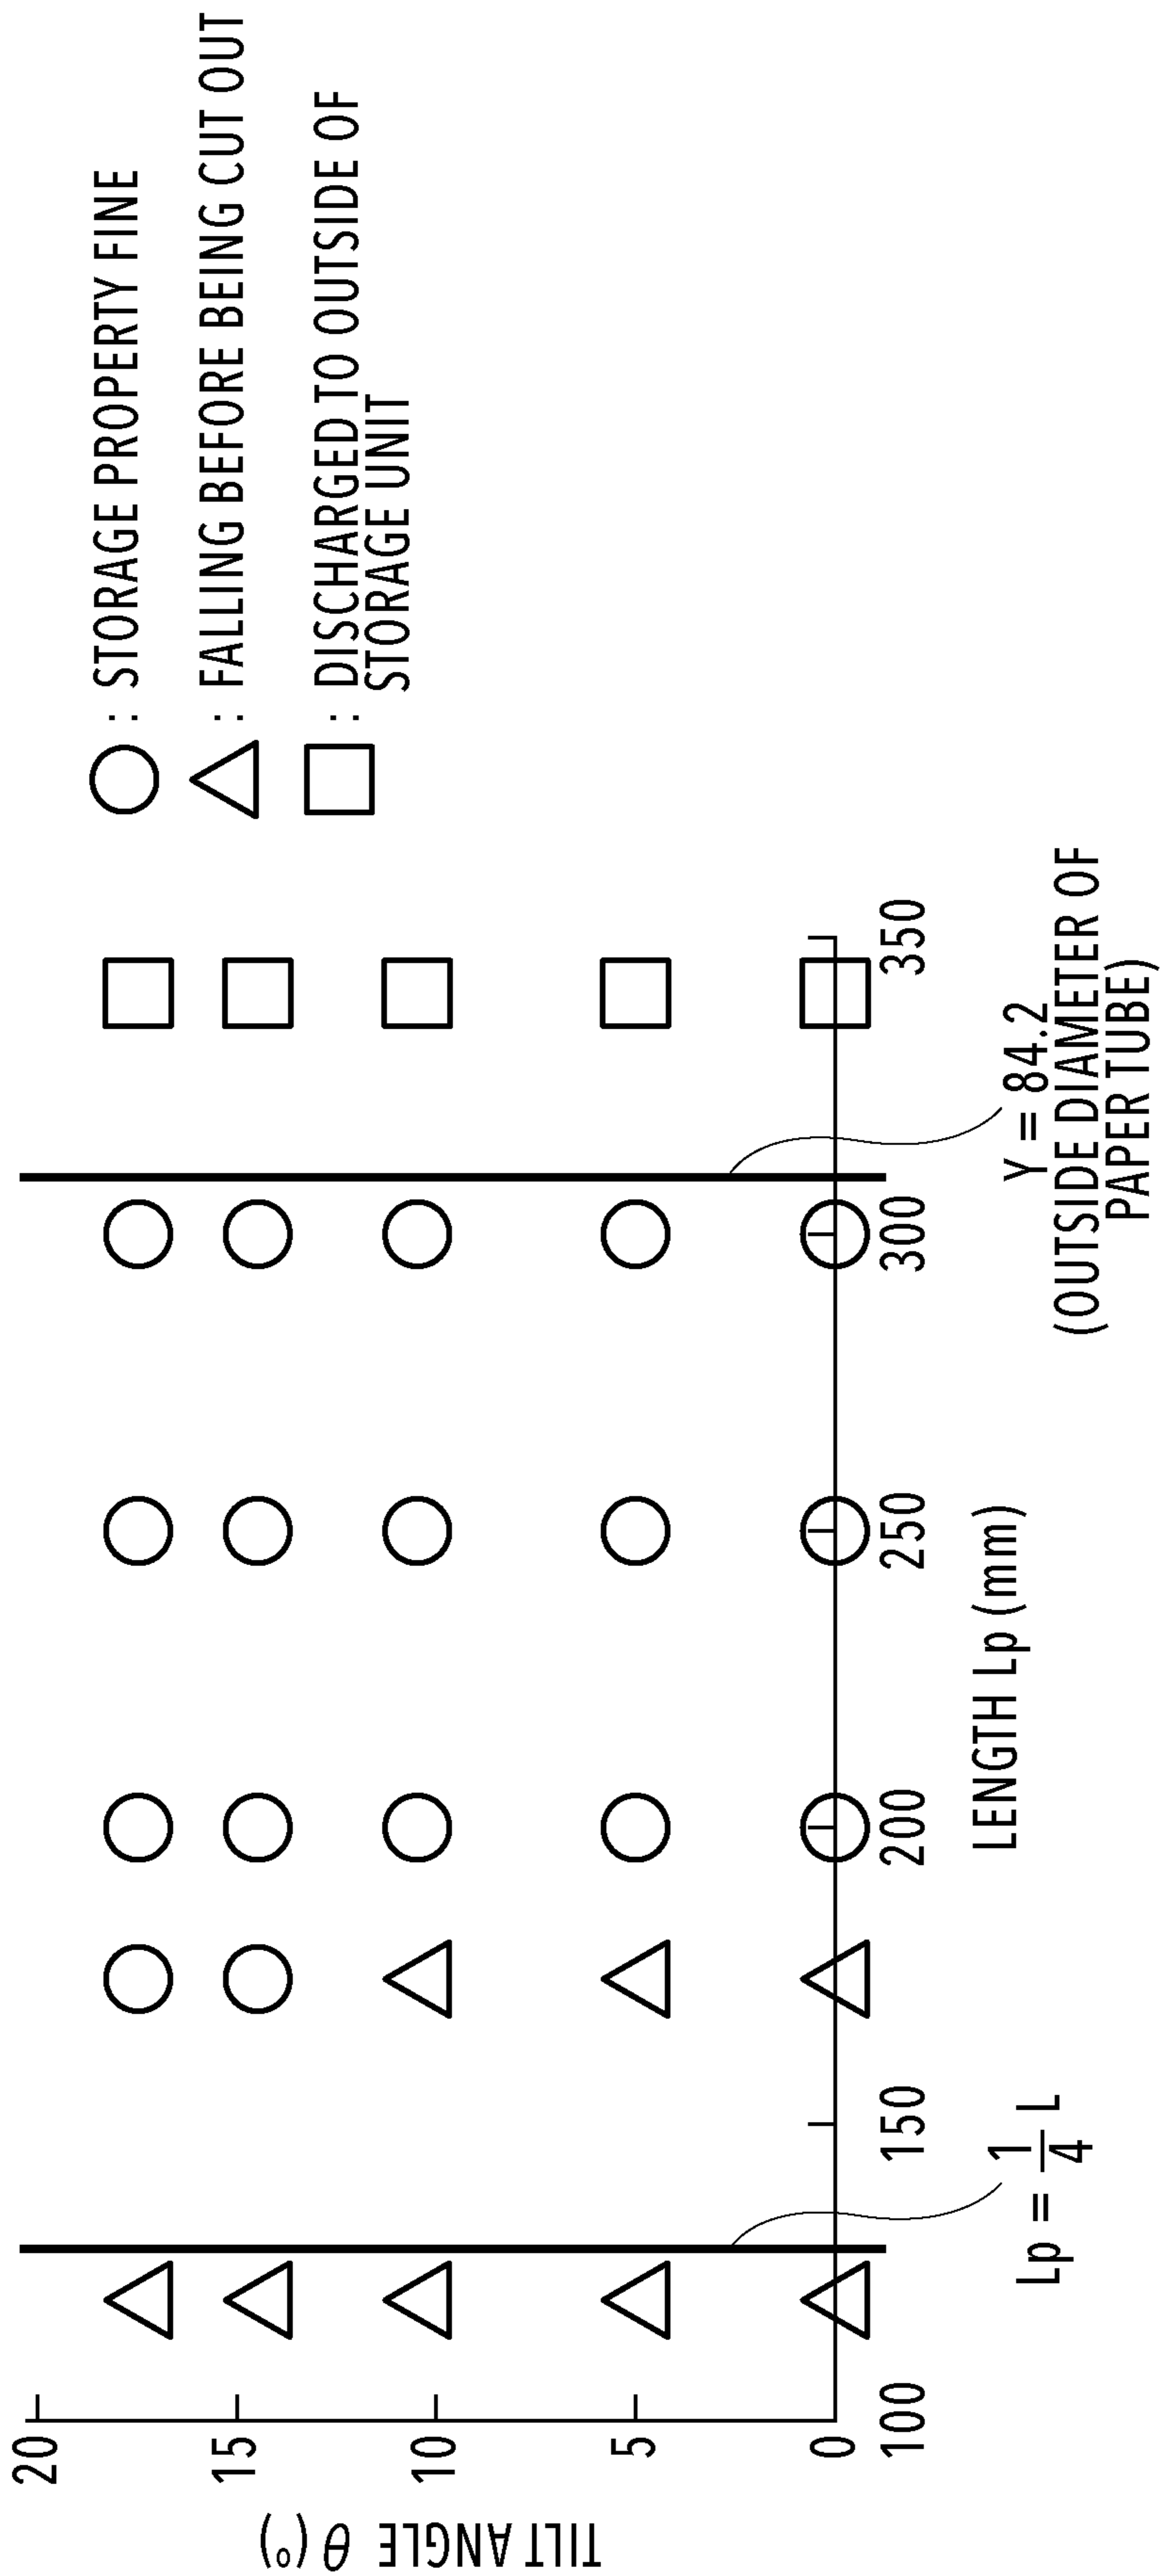 : STORAGE PROPERTY FINE
: FALLING BEFORE BEING CUT OUT
: DISCHARGED TO OUTSIDE OF
STORAGE UNIT
TILT ANGLE θ (°)
20
15
10
5
0
100
150
200
250
300
350
LENGTH Lp (mm)
Lp = 1/4 L
Y = 84.2
(OUTSIDE DIAMETER OF
PAPER TUBE)